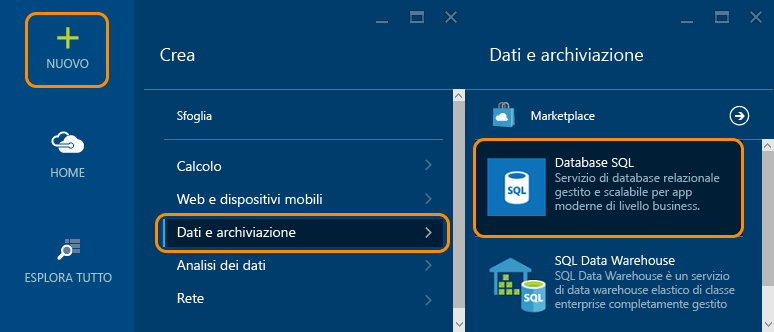 NUOVO
HOME
ESPLORA TUTTO
Crea
Sfoglia
Calcolo
Web e dispositivi mobili
Dati e archiviazione
Analisi dei dati
Rete
Dati e archiviazione
Marketplace
SQL
Database SQL
Servizio di database relazionale
gestito e scalabile per app
moderne di livello business.
SQL
SQL Data Warehouse
SQL Data Warehouse è un servizio
di data warehouse elastico di classe
enterprise completamente gestito